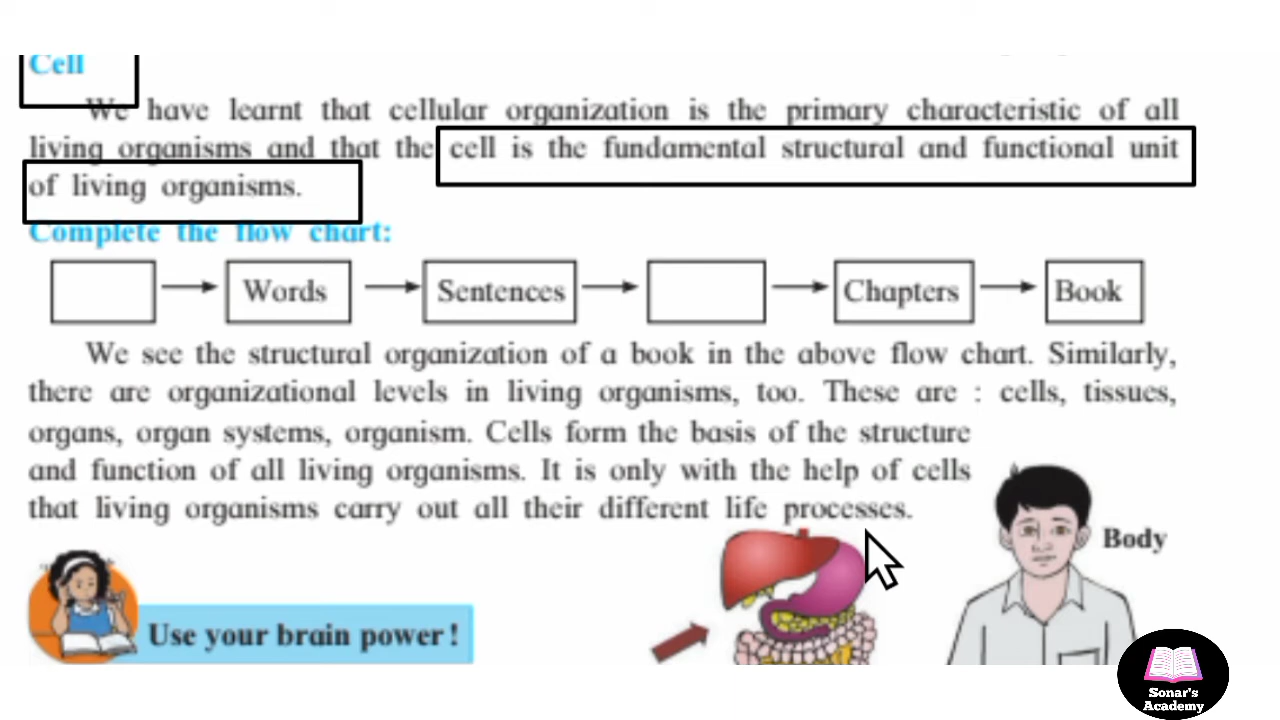 Cell
We have learnt that cellular organization is the primary characteristic of all
living organisms and that the cell is the fundamental structural and functional unit
of living organisms.
Complete the flow chart:
Words Sentences Chapters Book
We see the structural organization of a book in the above flow chart. Similarly,
there are organizational levels in living organisms, too. These are : cells, tissues,
organs, organ systems, organism. Cells form the basis of the structure
and function of all living organisms. It is only with the help of cells
that living organisms carry out all their different life processes.
Body
Use your brain power !
Sonar's
Academy